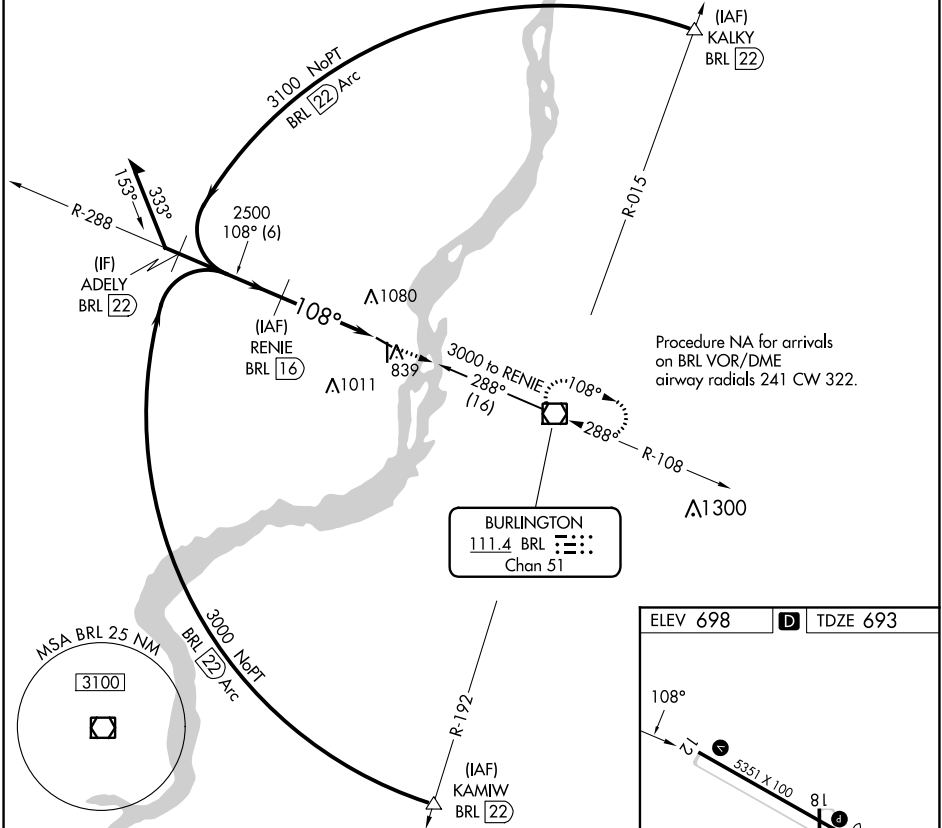 (IAF)
KALKY
BRL 22
3100 NoPT
BRL 22 Arc
R-015
333°
153°
R-288
2500
108° (6)
(IF)
ADELY
BRL 22
108°
1080
(IAF)
RENIE
BRL 16
839
1011
3000 to RENIE
288°
(16)
108°
288°
R-108
Procedure NA for arrivals
on BRL VOR/DME
airway radials 241 CW 322.
1300
BURLINGTON
111.4 BRL
Chan 51
3000 NoPT
BRL 22 Arc
MSA BRL 25 NM
3100
R-192
(IAF)
KAMIW
BRL 22
ELEV 698 D TDZE 693
108°
12
V
5351 X 100
18
P